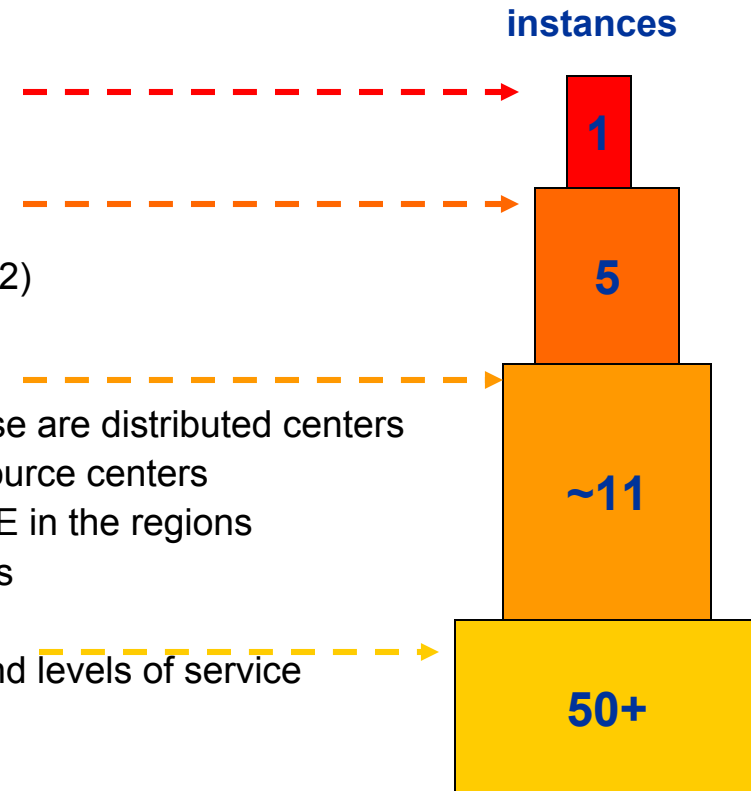 instances
1
5
2)
~11
se are distributed centers
ource centers
E in the regions
s
nd levels of service
50+